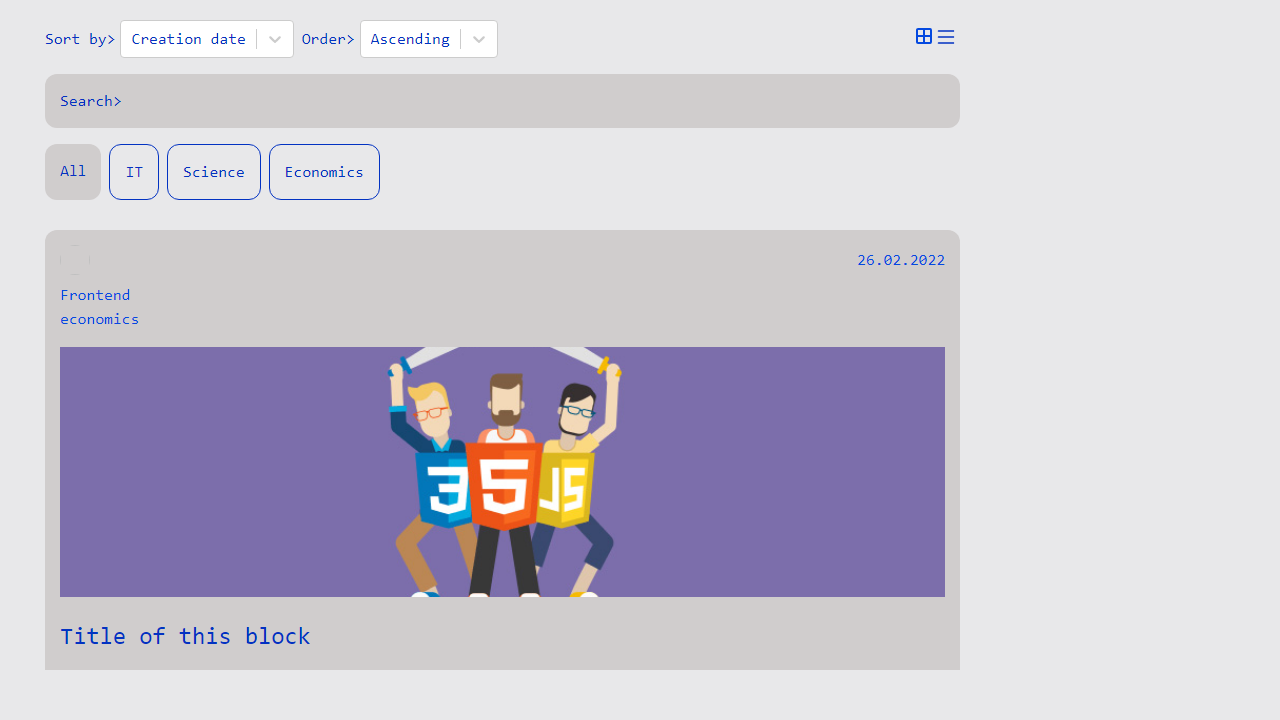 Sort by> Creation date Order> Ascending
Search>
All IT Science Economics
26.02.2022
Frontend
economics
3 5 JS
Title of this block